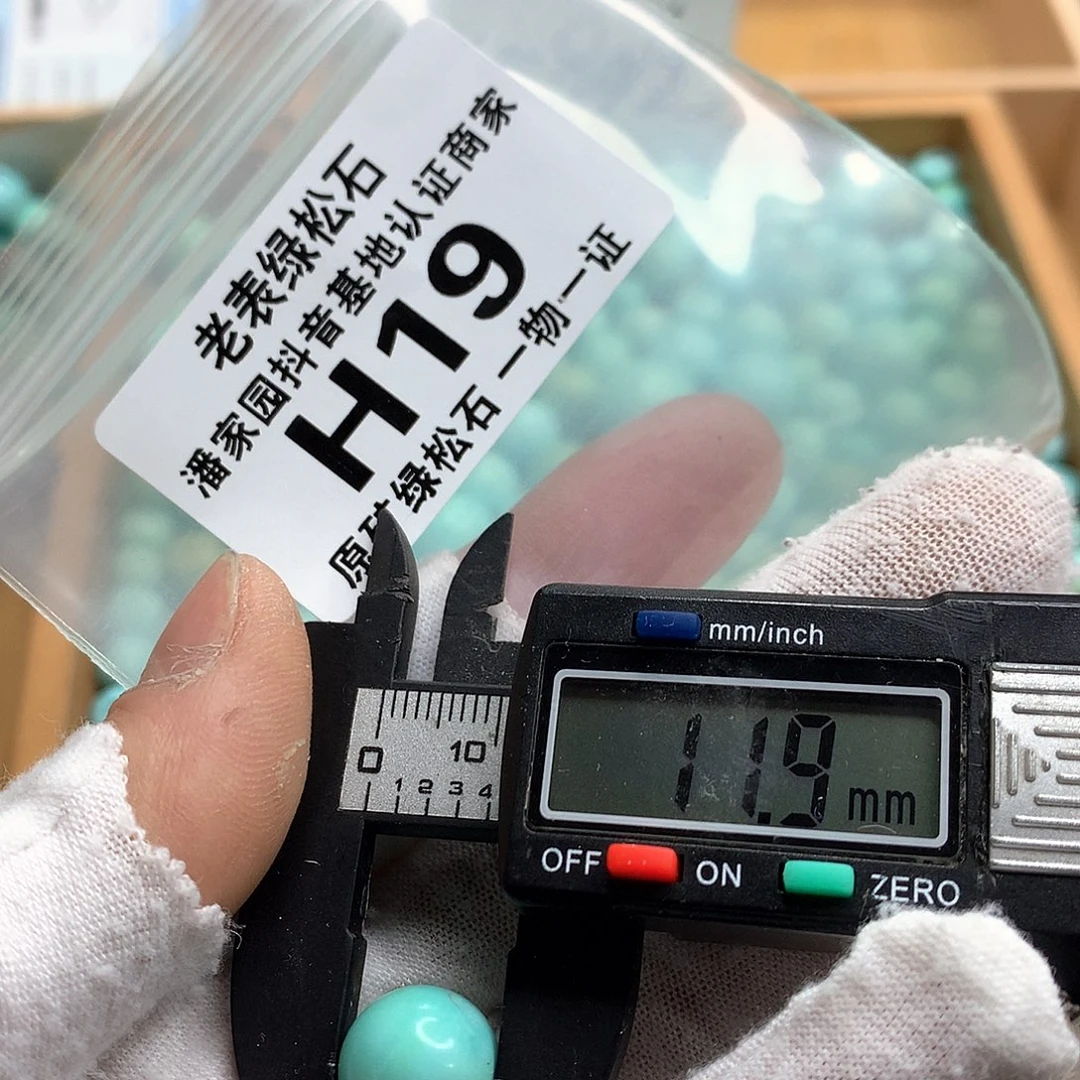 老表绿松石
潘家园抖音基地认证商家
H19
原矿绿松石 一物一证
mm/inch
11.9 mm
0 10
1 2 3 4
OFF ON ZERO